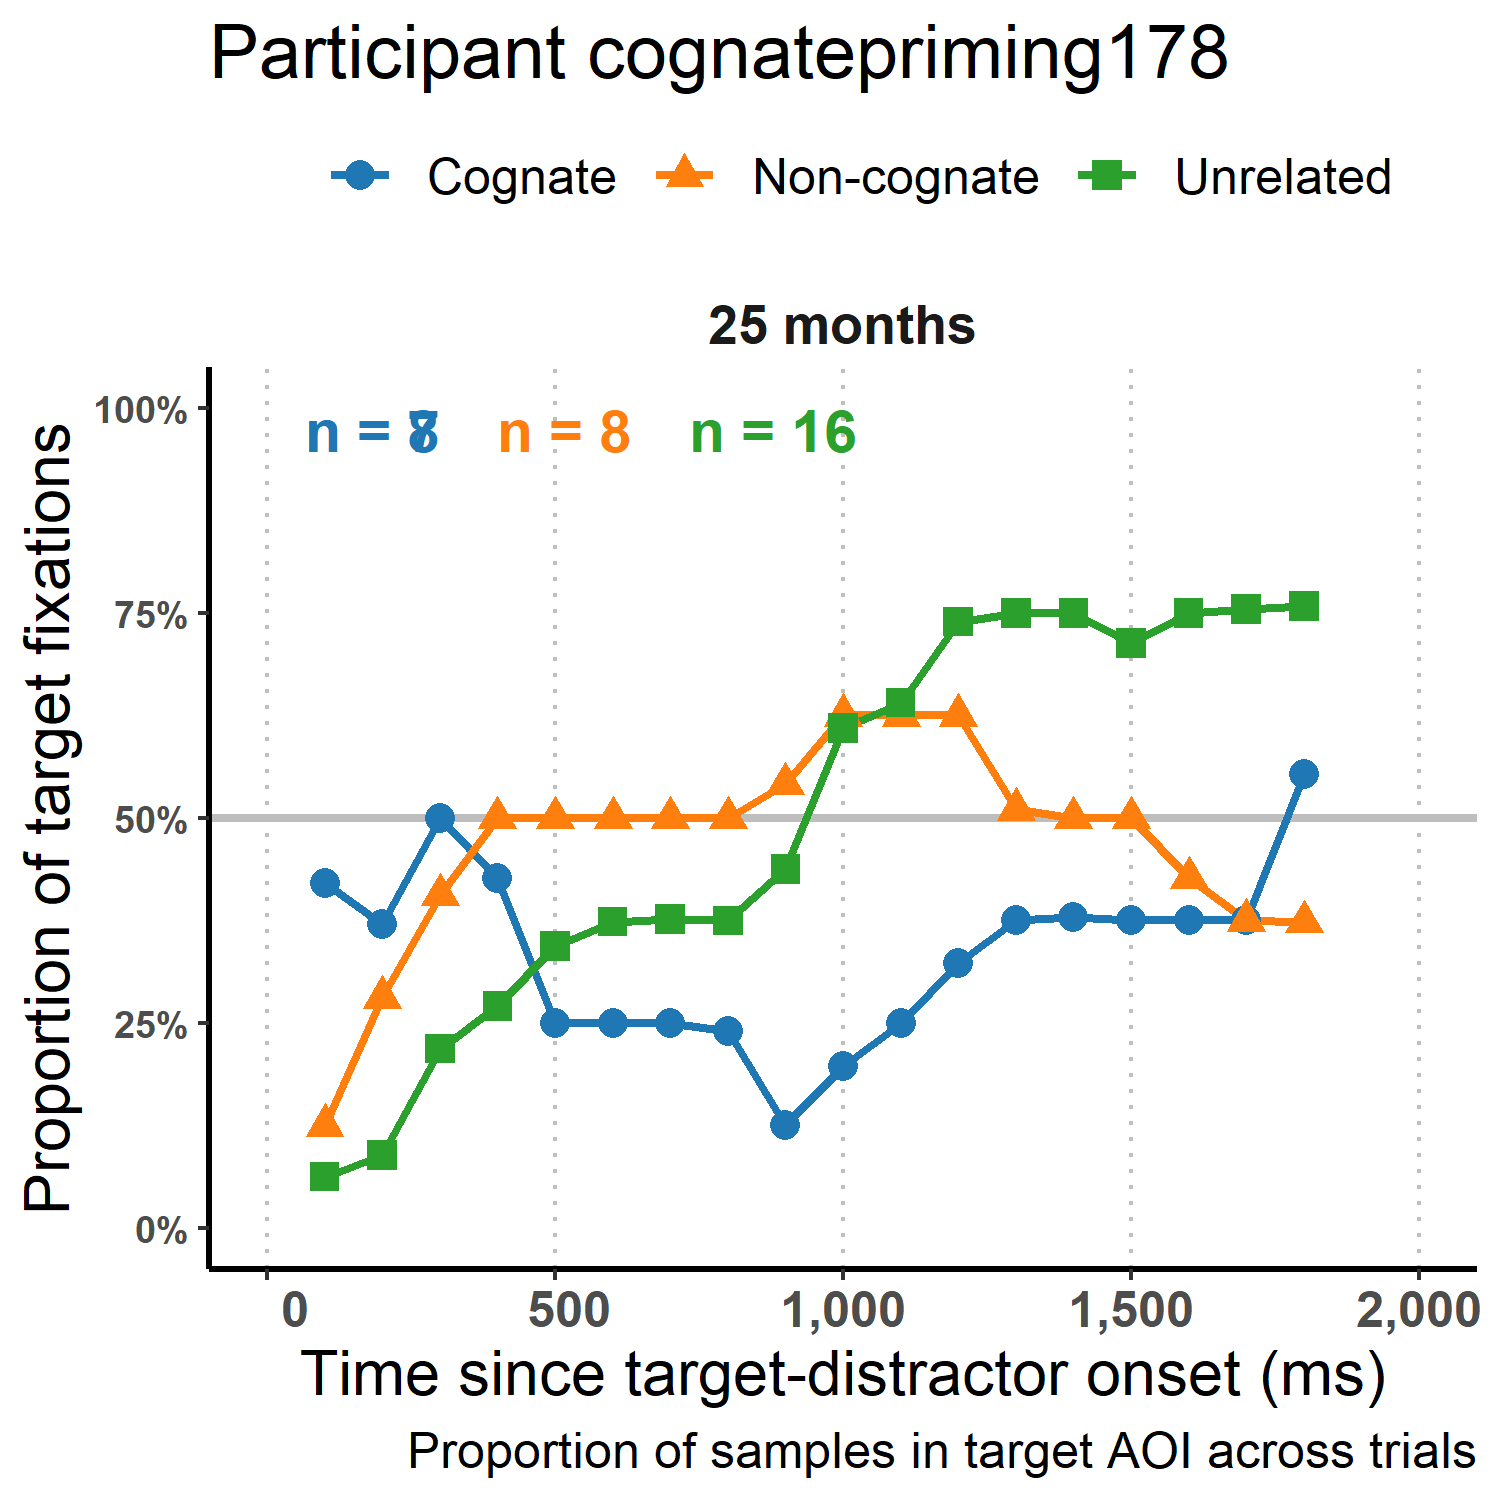 Participant cognatepriming178
Cognate Non-cognate Unrelated
25 months
100%
75%
50%
25%
0%
n = n = 8 n = 16
Proportion of target fixations
0 500 1,000 1,500 2,000
Time since target-distractor onset (ms)
Proportion of samples in target AOI across trials